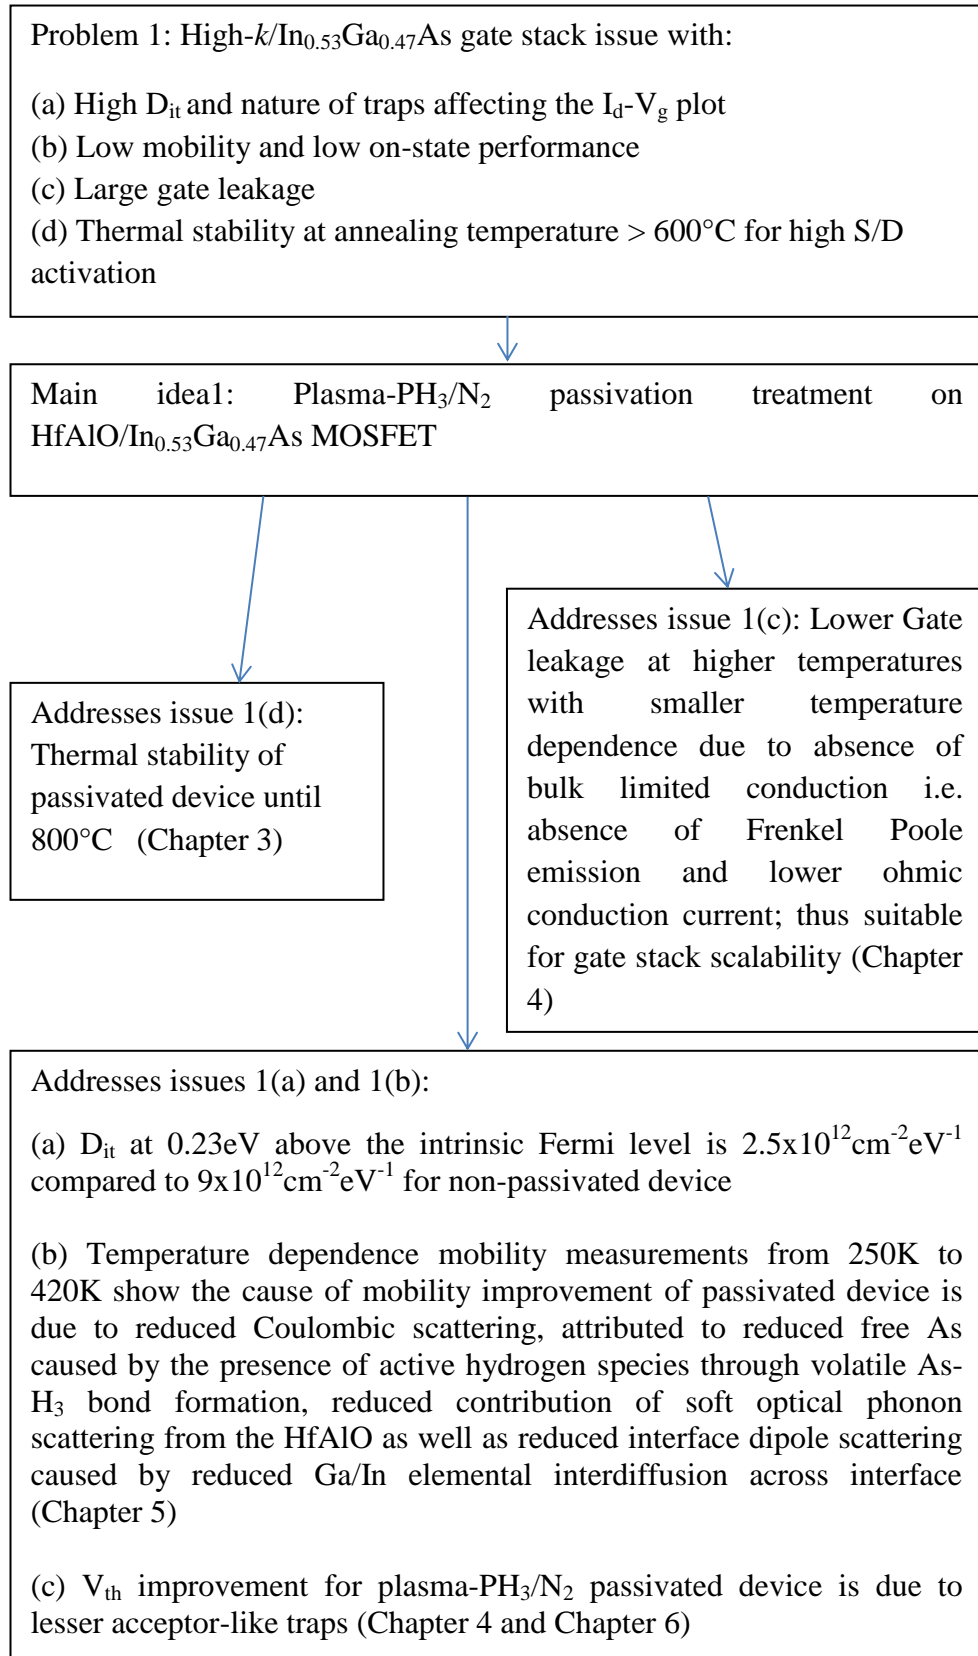 Problem 1: High-k/In0.53Ga0.47As gate stack issue with:
(a) High Dit and nature of traps affecting the Id-Vg plot
(b) Low mobility and low on-state performance
(c) Large gate leakage
(d) Thermal stability at annealing temperature > 600°C for high S/D
activation
Main idea1: Plasma-PH3/N2 passivation treatment on
HfAlO/In0.53Ga0.47As MOSFET
Addresses issue 1(d):
Thermal stability of
passivated device until
800°C (Chapter 3)
Addresses issue 1(c): Lower Gate
leakage at higher temperatures
with smaller temperature
dependence due to absence of
bulk limited conduction i.e.
absence of Frenkel Poole
emission and lower ohmic
conduction current; thus suitable
for gate stack scalability (Chapter
4)
Addresses issues 1(a) and 1(b):
(a) Dit at 0.23eV above the intrinsic Fermi level is 2.5x10^12cm^-2eV^-1
compared to 9x10^12cm^-2eV^-1 for non-passivated device
(b) Temperature dependence mobility measurements from 250K to
420K show the cause of mobility improvement of passivated device is
due to reduced Coulombic scattering, attributed to reduced free As
caused by the presence of active hydrogen species through volatile As-
H3 bond formation, reduced contribution of soft optical phonon
scattering from the HfAlO as well as reduced interface dipole scattering
caused by reduced Ga/In elemental interdiffusion across interface
(Chapter 5)
(c) Vth improvement for plasma-PH3/N2 passivated device is due to
lesser acceptor-like traps (Chapter 4 and Chapter 6)